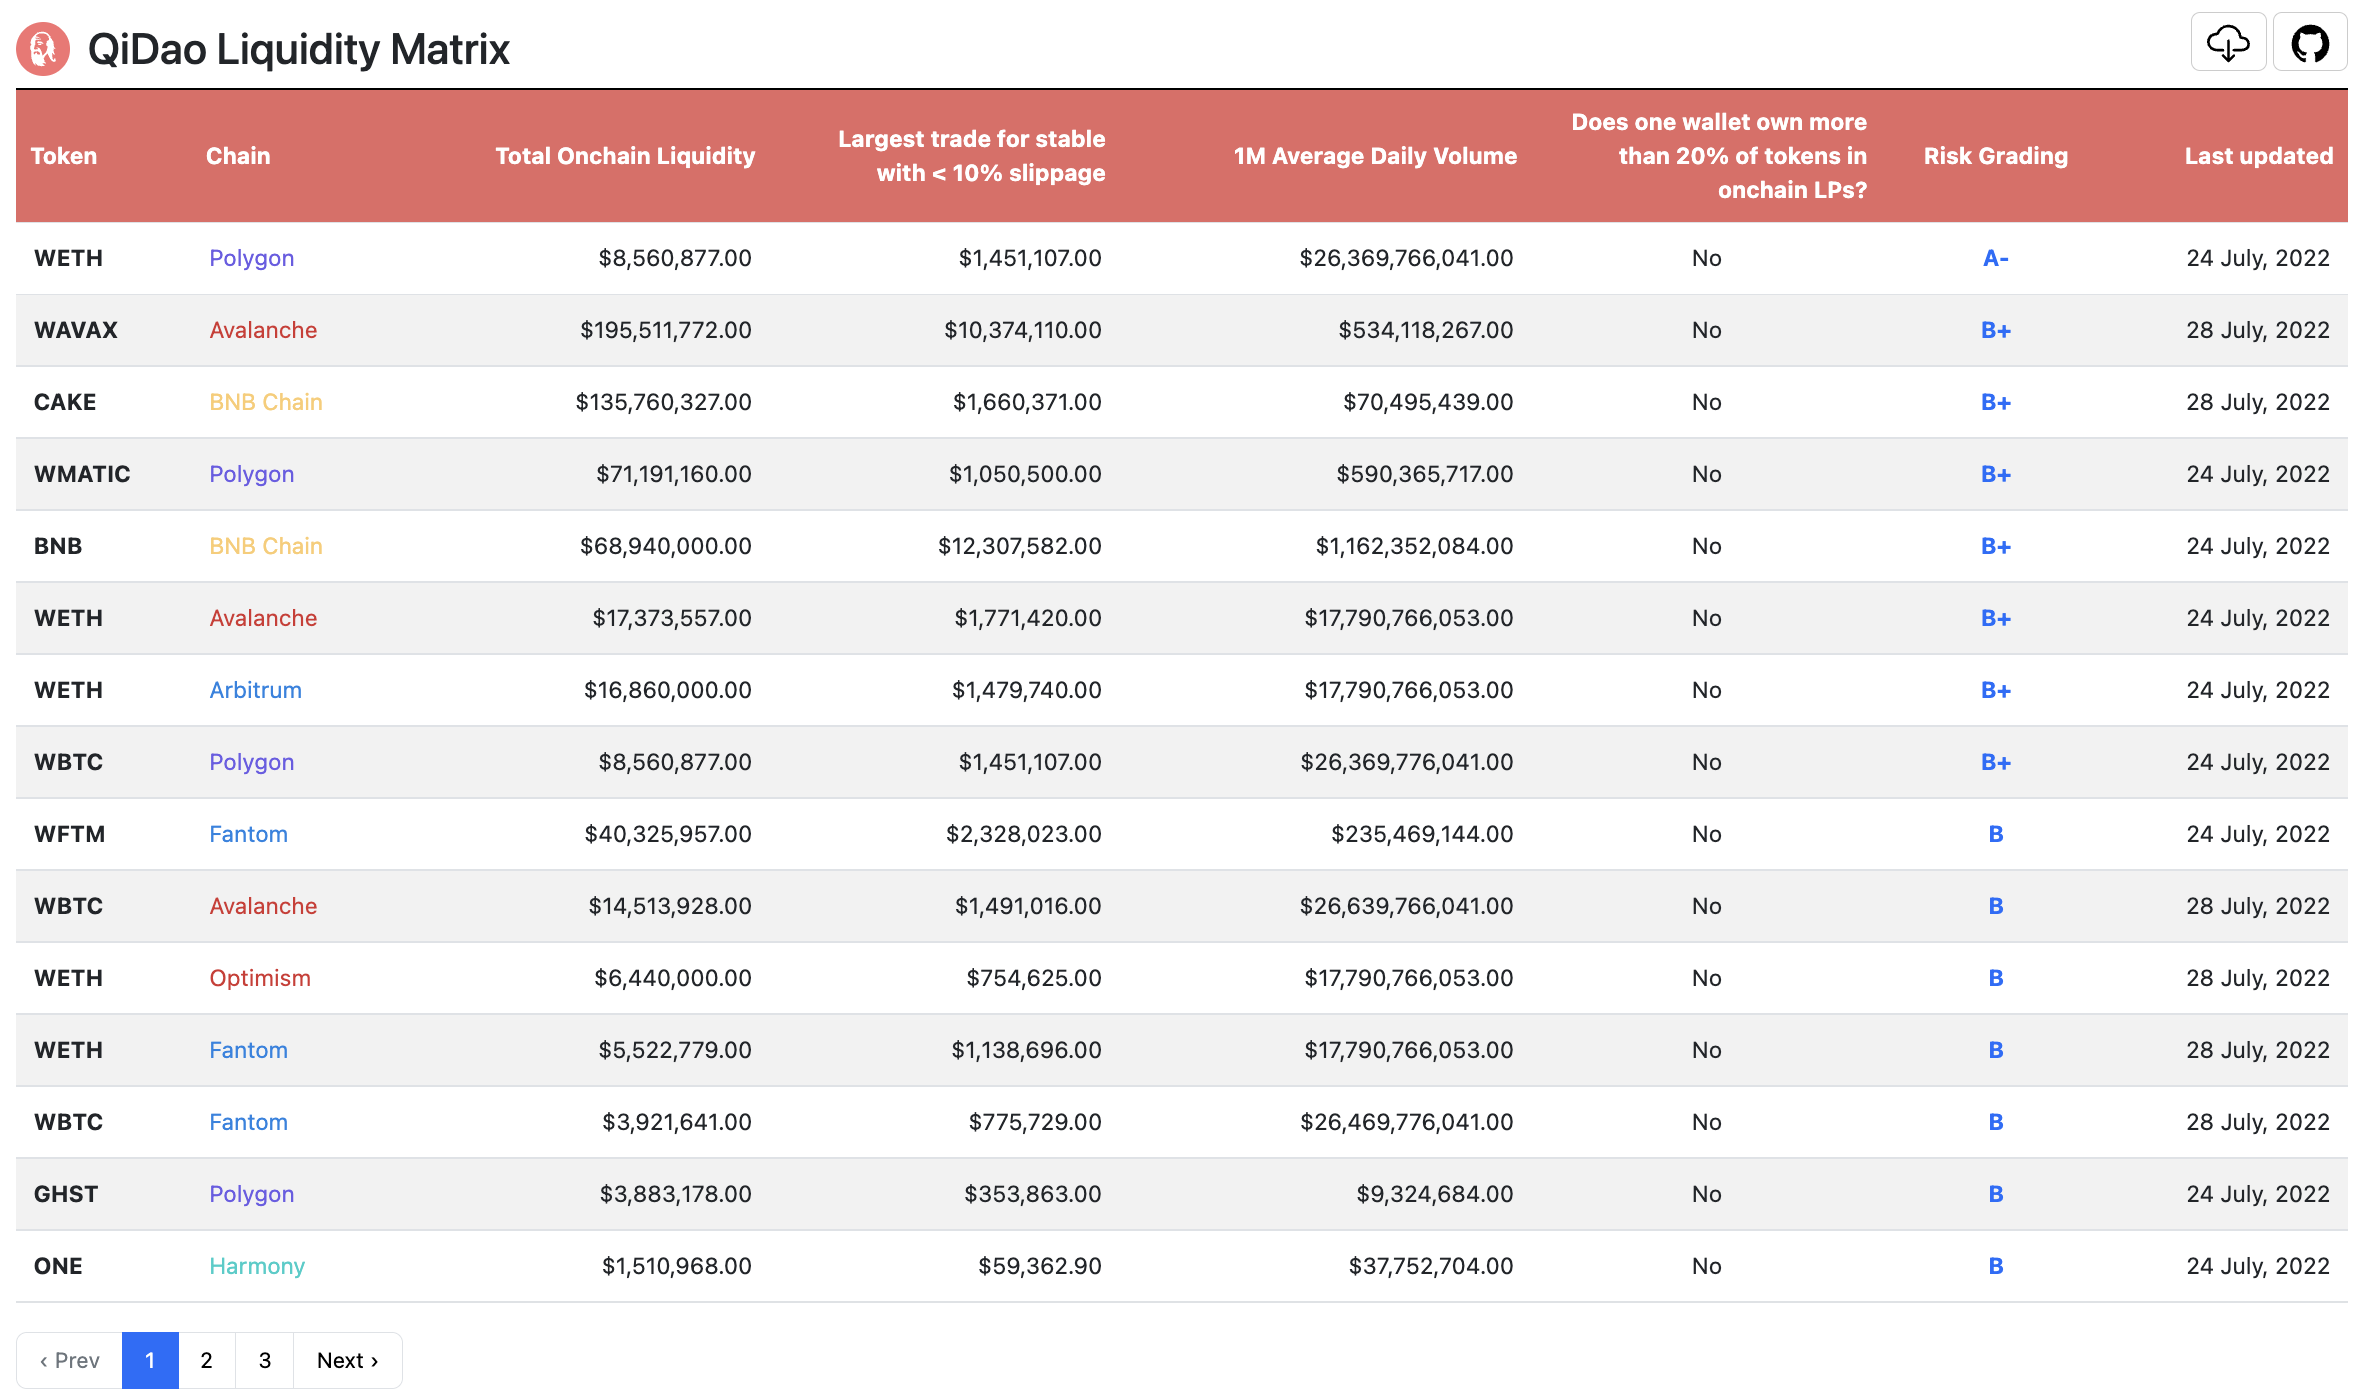 QiDao Liquidity Matrix
Token Chain Total Onchain Liquidity Largest trade for stable with < 10% slippage 1M Average Daily Volume Does one wallet own more than 20% of tokens in onchain LPs? Risk Grading Last updated
WETH Polygon $8,560,877.00 $1,451,107.00 $26,369,766,041.00 No A- 24 July, 2022
WAVAX Avalanche $195,511,772.00 $10,374,110.00 $534,118,267.00 No B+ 28 July, 2022
CAKE BNB Chain $135,760,327.00 $1,660,371.00 $70,495,439.00 No B+ 28 July, 2022
WMATIC Polygon $71,191,160.00 $1,050,500.00 $590,365,717.00 No B+ 24 July, 2022
BNB BNB Chain $68,940,000.00 $12,307,582.00 $1,162,352,084.00 No B+ 24 July, 2022
WETH Avalanche $17,373,557.00 $1,771,420.00 $17,790,766,053.00 No B+ 24 July, 2022
WETH Arbitrum $16,860,000.00 $1,479,740.00 $17,790,766,053.00 No B+ 24 July, 2022
WBTC Polygon $8,560,877.00 $1,451,107.00 $26,369,776,041.00 No B+ 24 July, 2022
WFTM Fantom $40,325,957.00 $2,328,023.00 $235,469,144.00 No B 24 July, 2022
WBTC Avalanche $14,513,928.00 $1,491,016.00 $26,639,766,041.00 No B 28 July, 2022
WETH Optimism $6,440,000.00 $754,625.00 $17,790,766,053.00 No B 28 July, 2022
WETH Fantom $5,522,779.00 $1,138,696.00 $17,790,766,053.00 No B 28 July, 2022
WBTC Fantom $3,921,641.00 $775,729.00 $26,469,776,041.00 No B 28 July, 2022
GHST Polygon $3,883,178.00 $353,863.00 $9,324,684.00 No B 24 July, 2022
ONE Harmony $1,510,968.00 $59,362.90 $37,752,704.00 No B 24 July, 2022
‹ Prev 1 2 3 Next ›